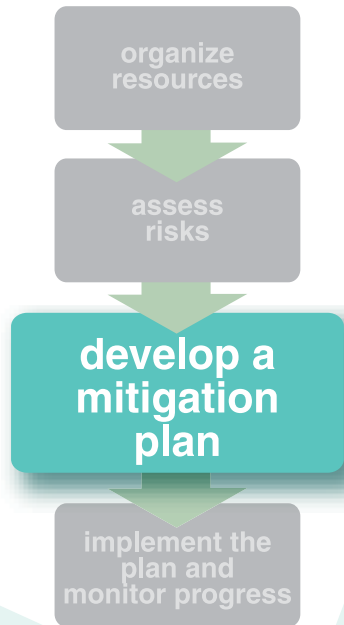 organize
resources
assess
risks
develop a
mitigation
plan
implement the
plan and
monitor progress